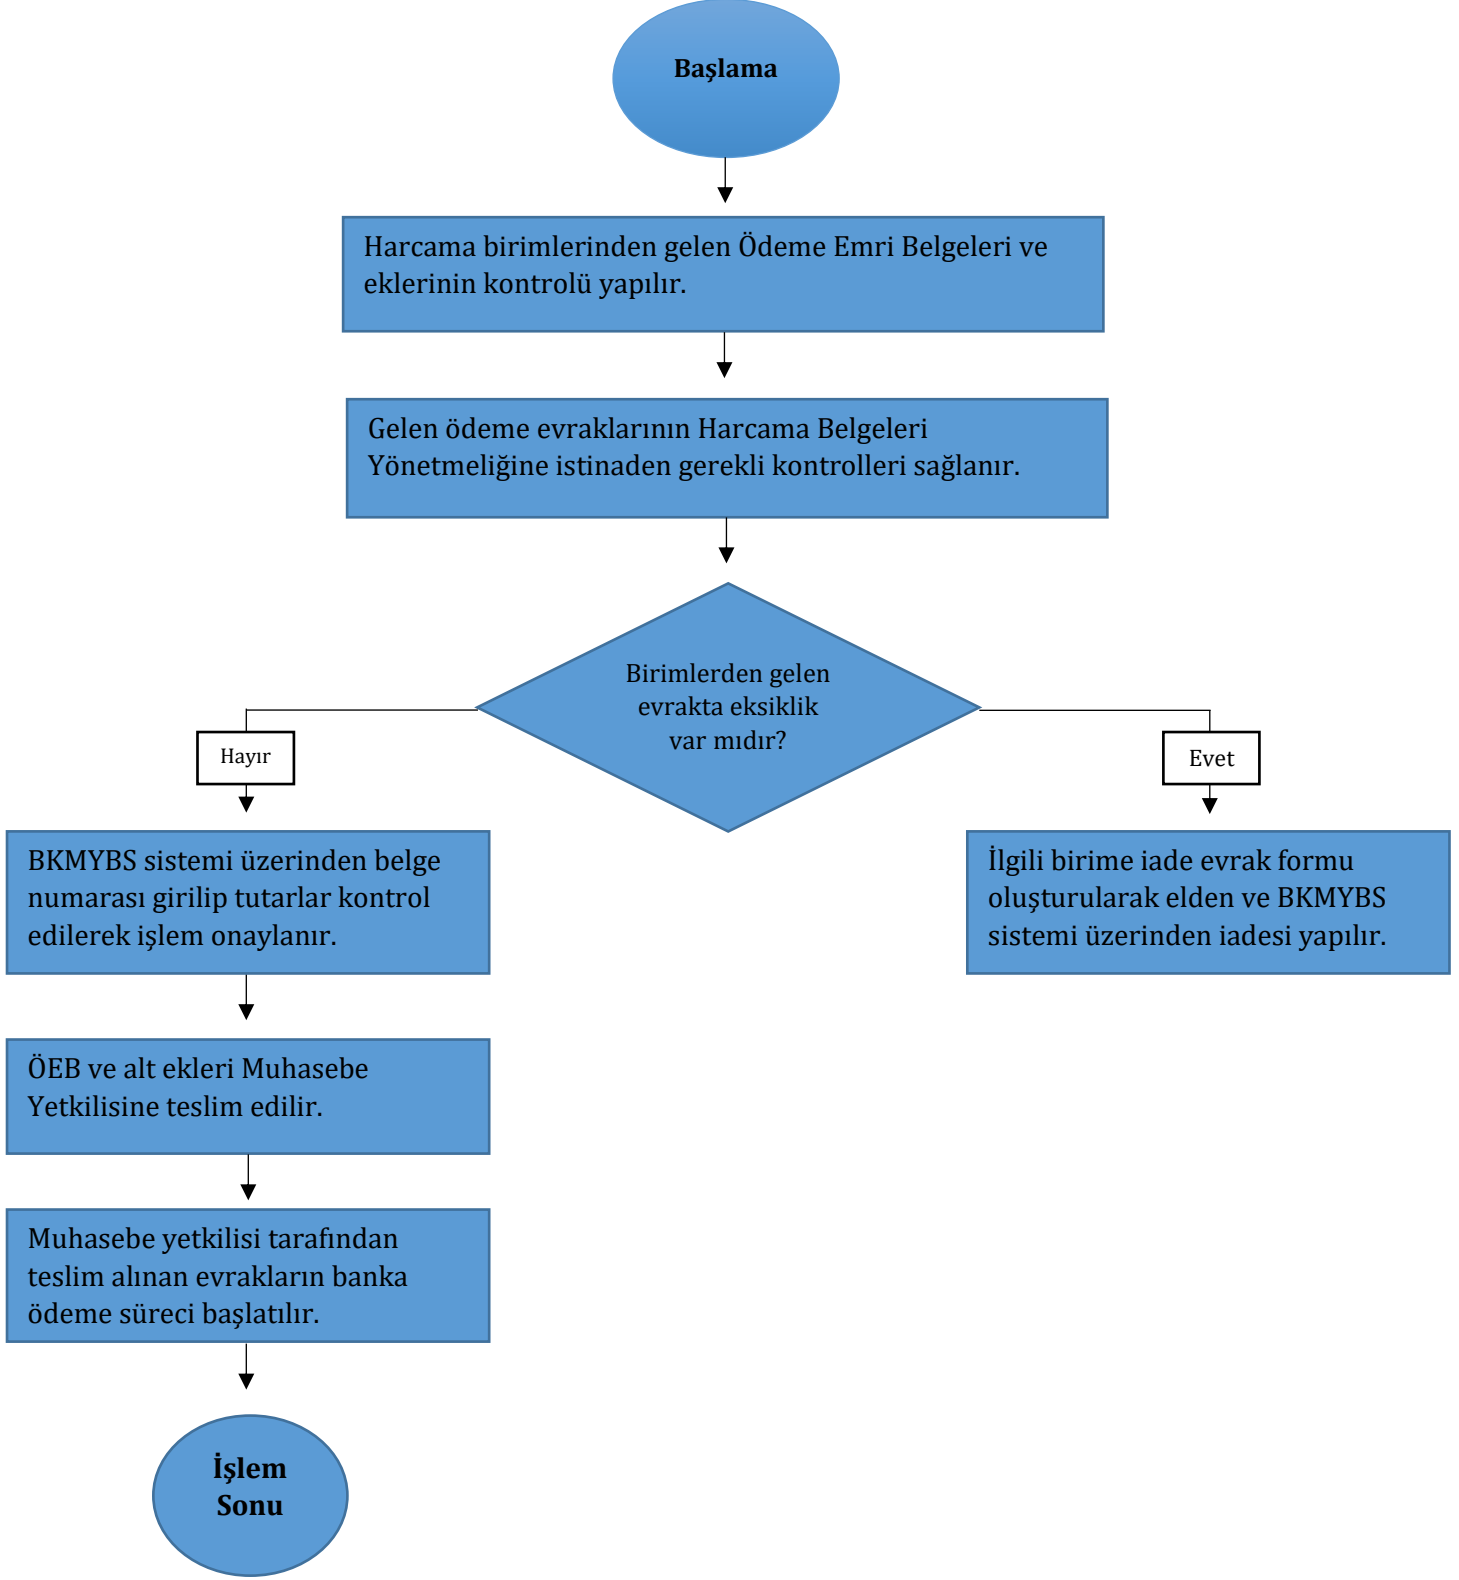 Başlama
Harcama birimlerinden gelen Ödeme Emri Belgeleri ve
eklerinin kontrolü yapılır.
Gelen ödeme evraklarının Harcama Belgeleri
Yönetmeliğine istinaden gerekli kontrolleri sağlanır.
Birimlerden gelen
evrakta eksiklik
var mıdır?
Hayır
Evet
BKMYBS sistemi üzerinden belge
numarası girilip tutarlar kontrol
edilerek işlem onaylanır.
İlgili birime iade evrak formu
oluşturularak elden ve BKMYBS
sistemi üzerinden iadesi yapılır.
ÖEB ve alt ekleri Muhasebe
Yetkilisine teslim edilir.
Muhasebe yetkilisi tarafından
teslim alınan evrakların banka
ödeme süreci başlatılır.
İşlem
Sonu